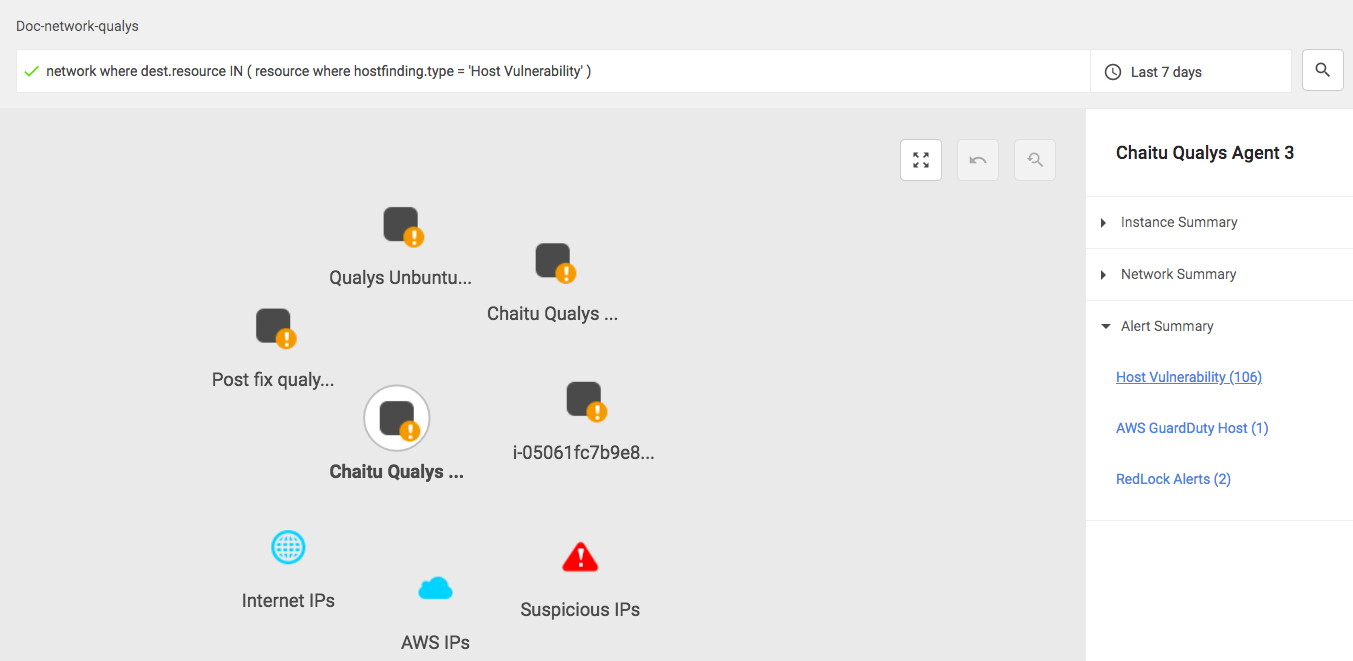 Doc-network-qualys
network where dest.resource IN ( resource where hostfinding.type = 'Host Vulnerability' )
Last 7 days
Chaitu Qualys Agent 3
Instance Summary
Network Summary
Alert Summary
Host Vulnerability (106)
AWS GuardDuty Host (1)
RedLock Alerts (2)
Qualys Unbuntu...
Chaitu Qualys ...
Post fix qualy...
Chaitu Qualys ...
i-05061fc7b9e8...
Internet IPs
AWS IPs
Suspicious IPs